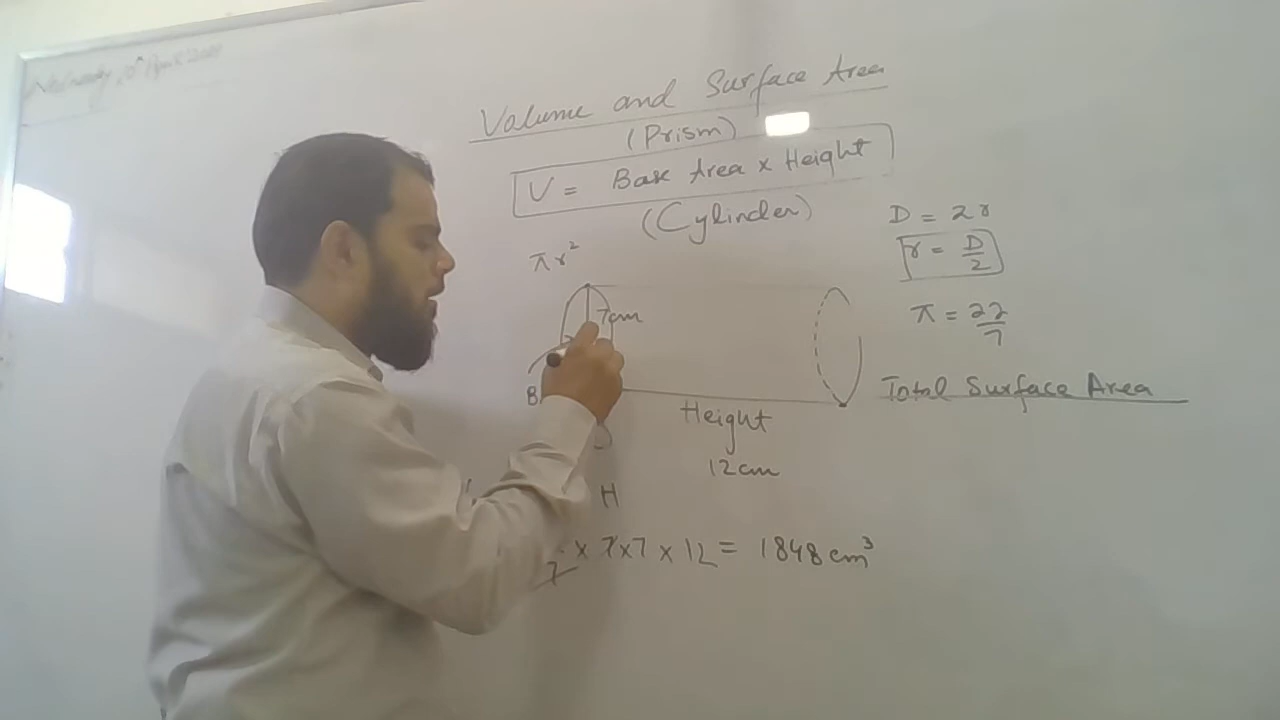 Volume and Surface Area
(Prism)
V = Base Area x Height
(Cylinder)
D = 2r
r = D/2
πr²
7cm
π = 22/7
Total Surface Area
B
Height
12cm
H
7 x 7 x 7 x 12 = 1848 cm³